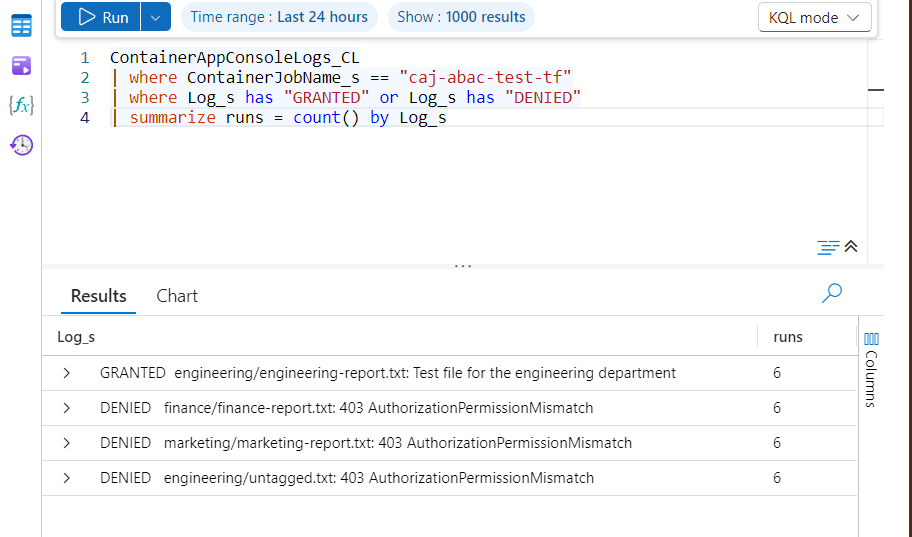 Run
Time range : Last 24 hours
Show : 1000 results
KQL mode
1 ContainerAppConsoleLogs_CL
2 | where ContainerJobName_s == "caj-abac-test-tf"
3 | where Log_s has "GRANTED" or Log_s has "DENIED"
4 | summarize runs = count() by Log_s
Results Chart
Log_s runs
GRANTED engineering/engineering-report.txt: Test file for the engineering department 6
DENIED finance/finance-report.txt: 403 AuthorizationPermissionMismatch 6
DENIED marketing/marketing-report.txt: 403 AuthorizationPermissionMismatch 6
DENIED engineering/untagged.txt: 403 AuthorizationPermissionMismatch 6
Columns